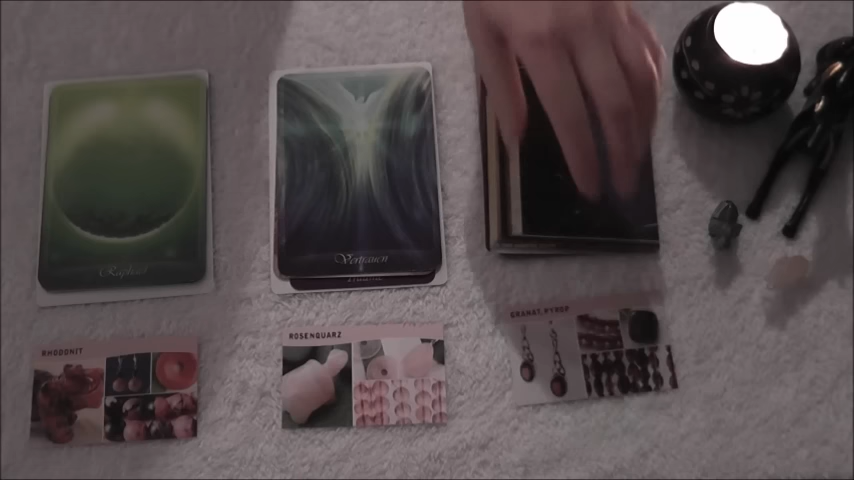 Raphael
Vertrauen
RHODONIT
ROSENQUARZ
GRANAT, PYROP